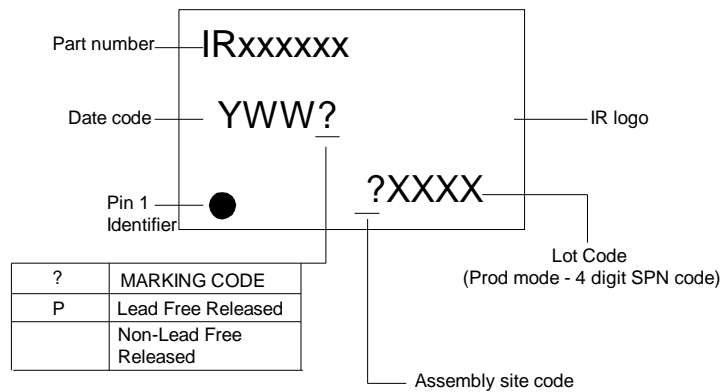 Part number
IRxxxxxx
Date code
YWW?
IR logo
Pin 1
Identifier
?XXXX
Lot Code
(Prod mode - 4 digit SPN code)
? MARKING CODE
P Lead Free Released
Non-Lead Free
Released
Assembly site code